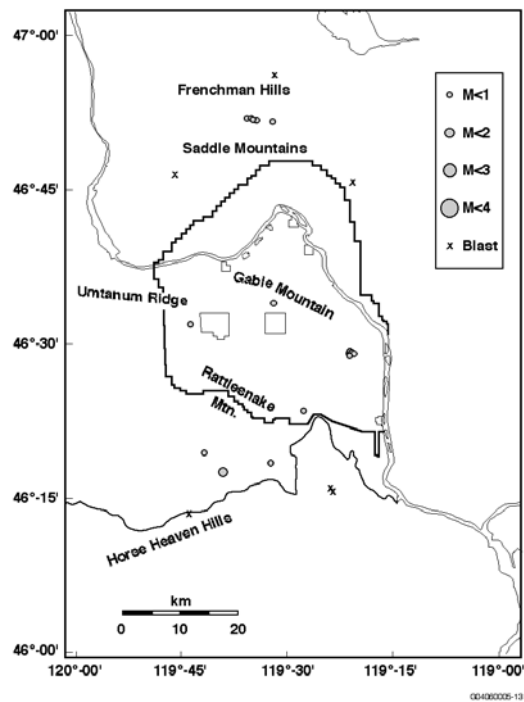 47°-00'
Frenchman Hills
Saddle Mountains
46°-45'
Umtanum Ridge
Gable Mountain
46°-30'
Rattlesnake
Mtn.
46°-15'
Horse Heaven Hills
46°-00'
km
0 10 20
120°-00' 119°-45' 119°-30' 119°-15' 119°-00'
M<1
M<2
M<3
M<4
x Blast
G04060005-13